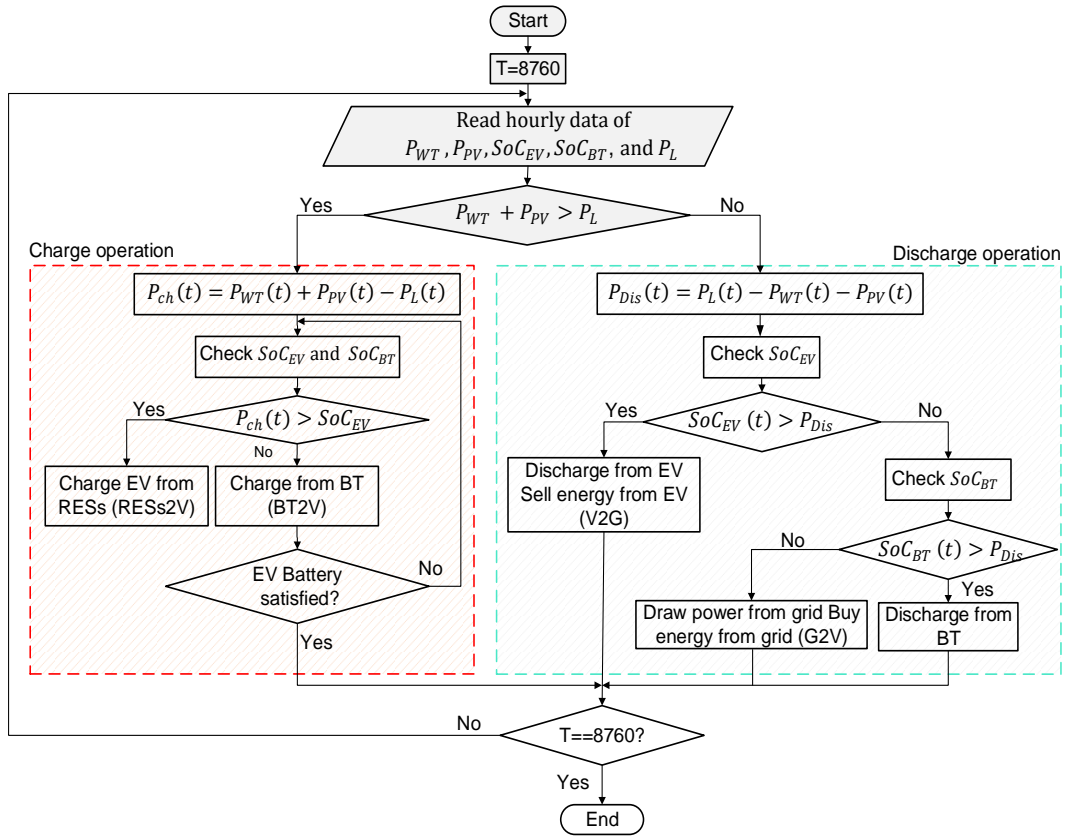 Start
T=8760
Read hourly data of
P_WT, P_PV, SoC_EV, SoC_BT, and P_L
Yes
P_WT + P_PV > P_L
No
Charge operation
Discharge operation
P_ch(t) = P_WT(t) + P_PV(t) − P_L(t)
P_Dis(t) = P_L(t) − P_WT(t) − P_PV(t)
Check SoC_EV and SoC_BT
Check SoC_EV
Yes
P_ch(t) > SoC_EV
No
Yes
SoC_EV (t) > P_Dis
No
Charge EV from
RESs (RESs2V)
Charge from BT
(BT2V)
Discharge from EV
Sell energy from EV
(V2G)
Check SoC_BT
No
SoC_BT (t) > P_Dis
Yes
EV Battery
satisfied?
No
Yes
Draw power from grid Buy
energy from grid (G2V)
Discharge from
BT
No
T==8760?
Yes
End